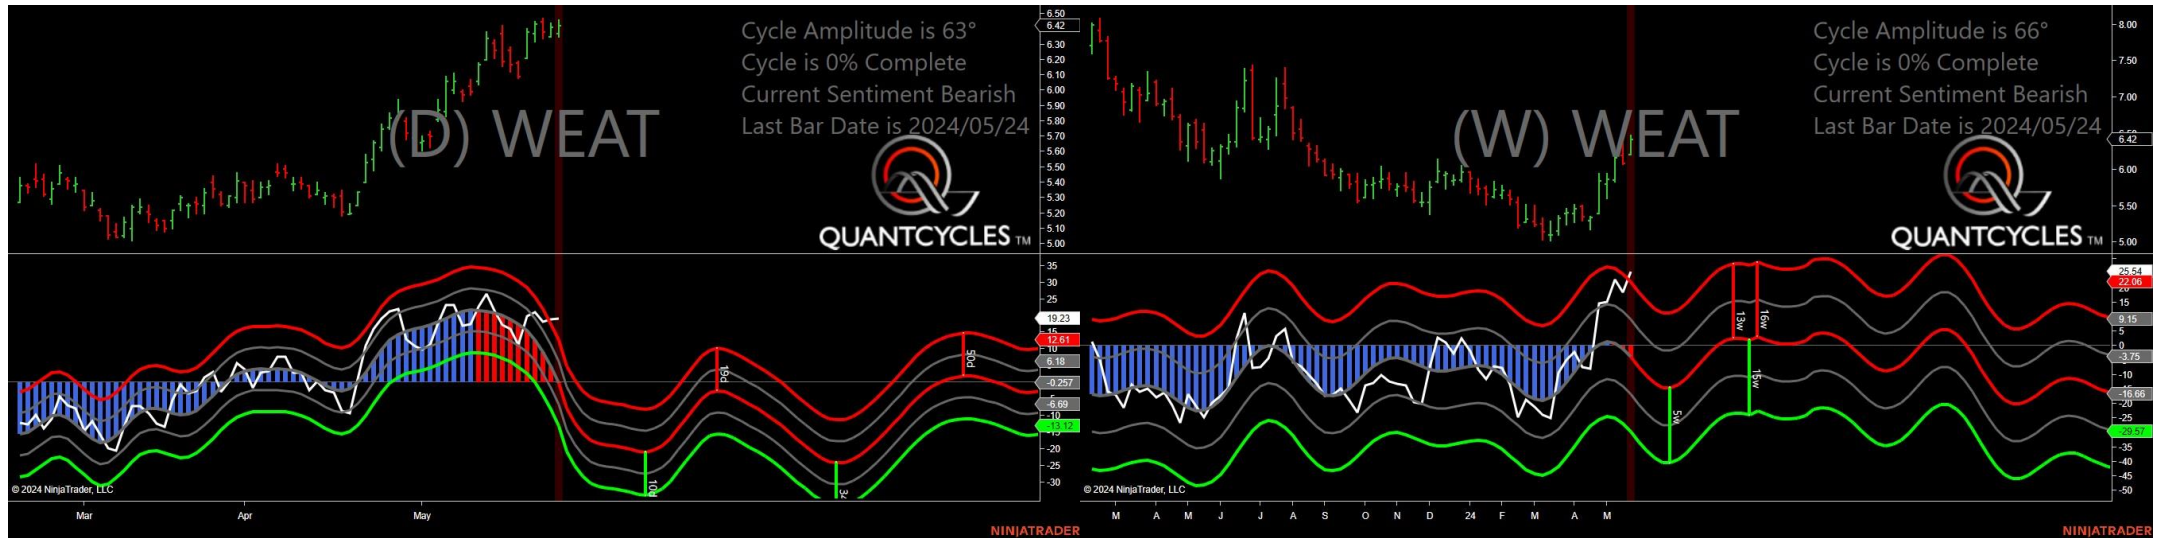 Cycle Amplitude is 63°
Cycle is 0% Complete
Current Sentiment Bearish
Last Bar Date is 2024/05/24
(D) WEAT
QUANTCYCLES TM
6.50
6.42
6.30
6.20
6.10
6.00
5.90
5.80
5.70
5.60
5.50
5.40
5.30
5.20
5.10
5.00
35
30
25
19.23
12.61
10
6.18
-0.257
-6.69
-10
-13.12
-20
-25
-30
19d
50d
10d
© 2024 NinjaTrader, LLC
Mar
Apr
May
NINJATRADER
Cycle Amplitude is 66°
Cycle is 0% Complete
Current Sentiment Bearish
Last Bar Date is 2024/05/24
(W) WEAT
QUANTCYCLES TM
8.00
7.50
7.00
6.42
6.00
5.50
5.00
25.54
22.06
15
9.15
5
0
-3.75
-10
-16.66
-20
-25
-29.57
-35
-40
-45
-50
13w
16w
15w
5w
© 2024 NinjaTrader, LLC
M
A
M
J
J
A
S
O
N
D
24
F
M
A
M
NINJATRADER